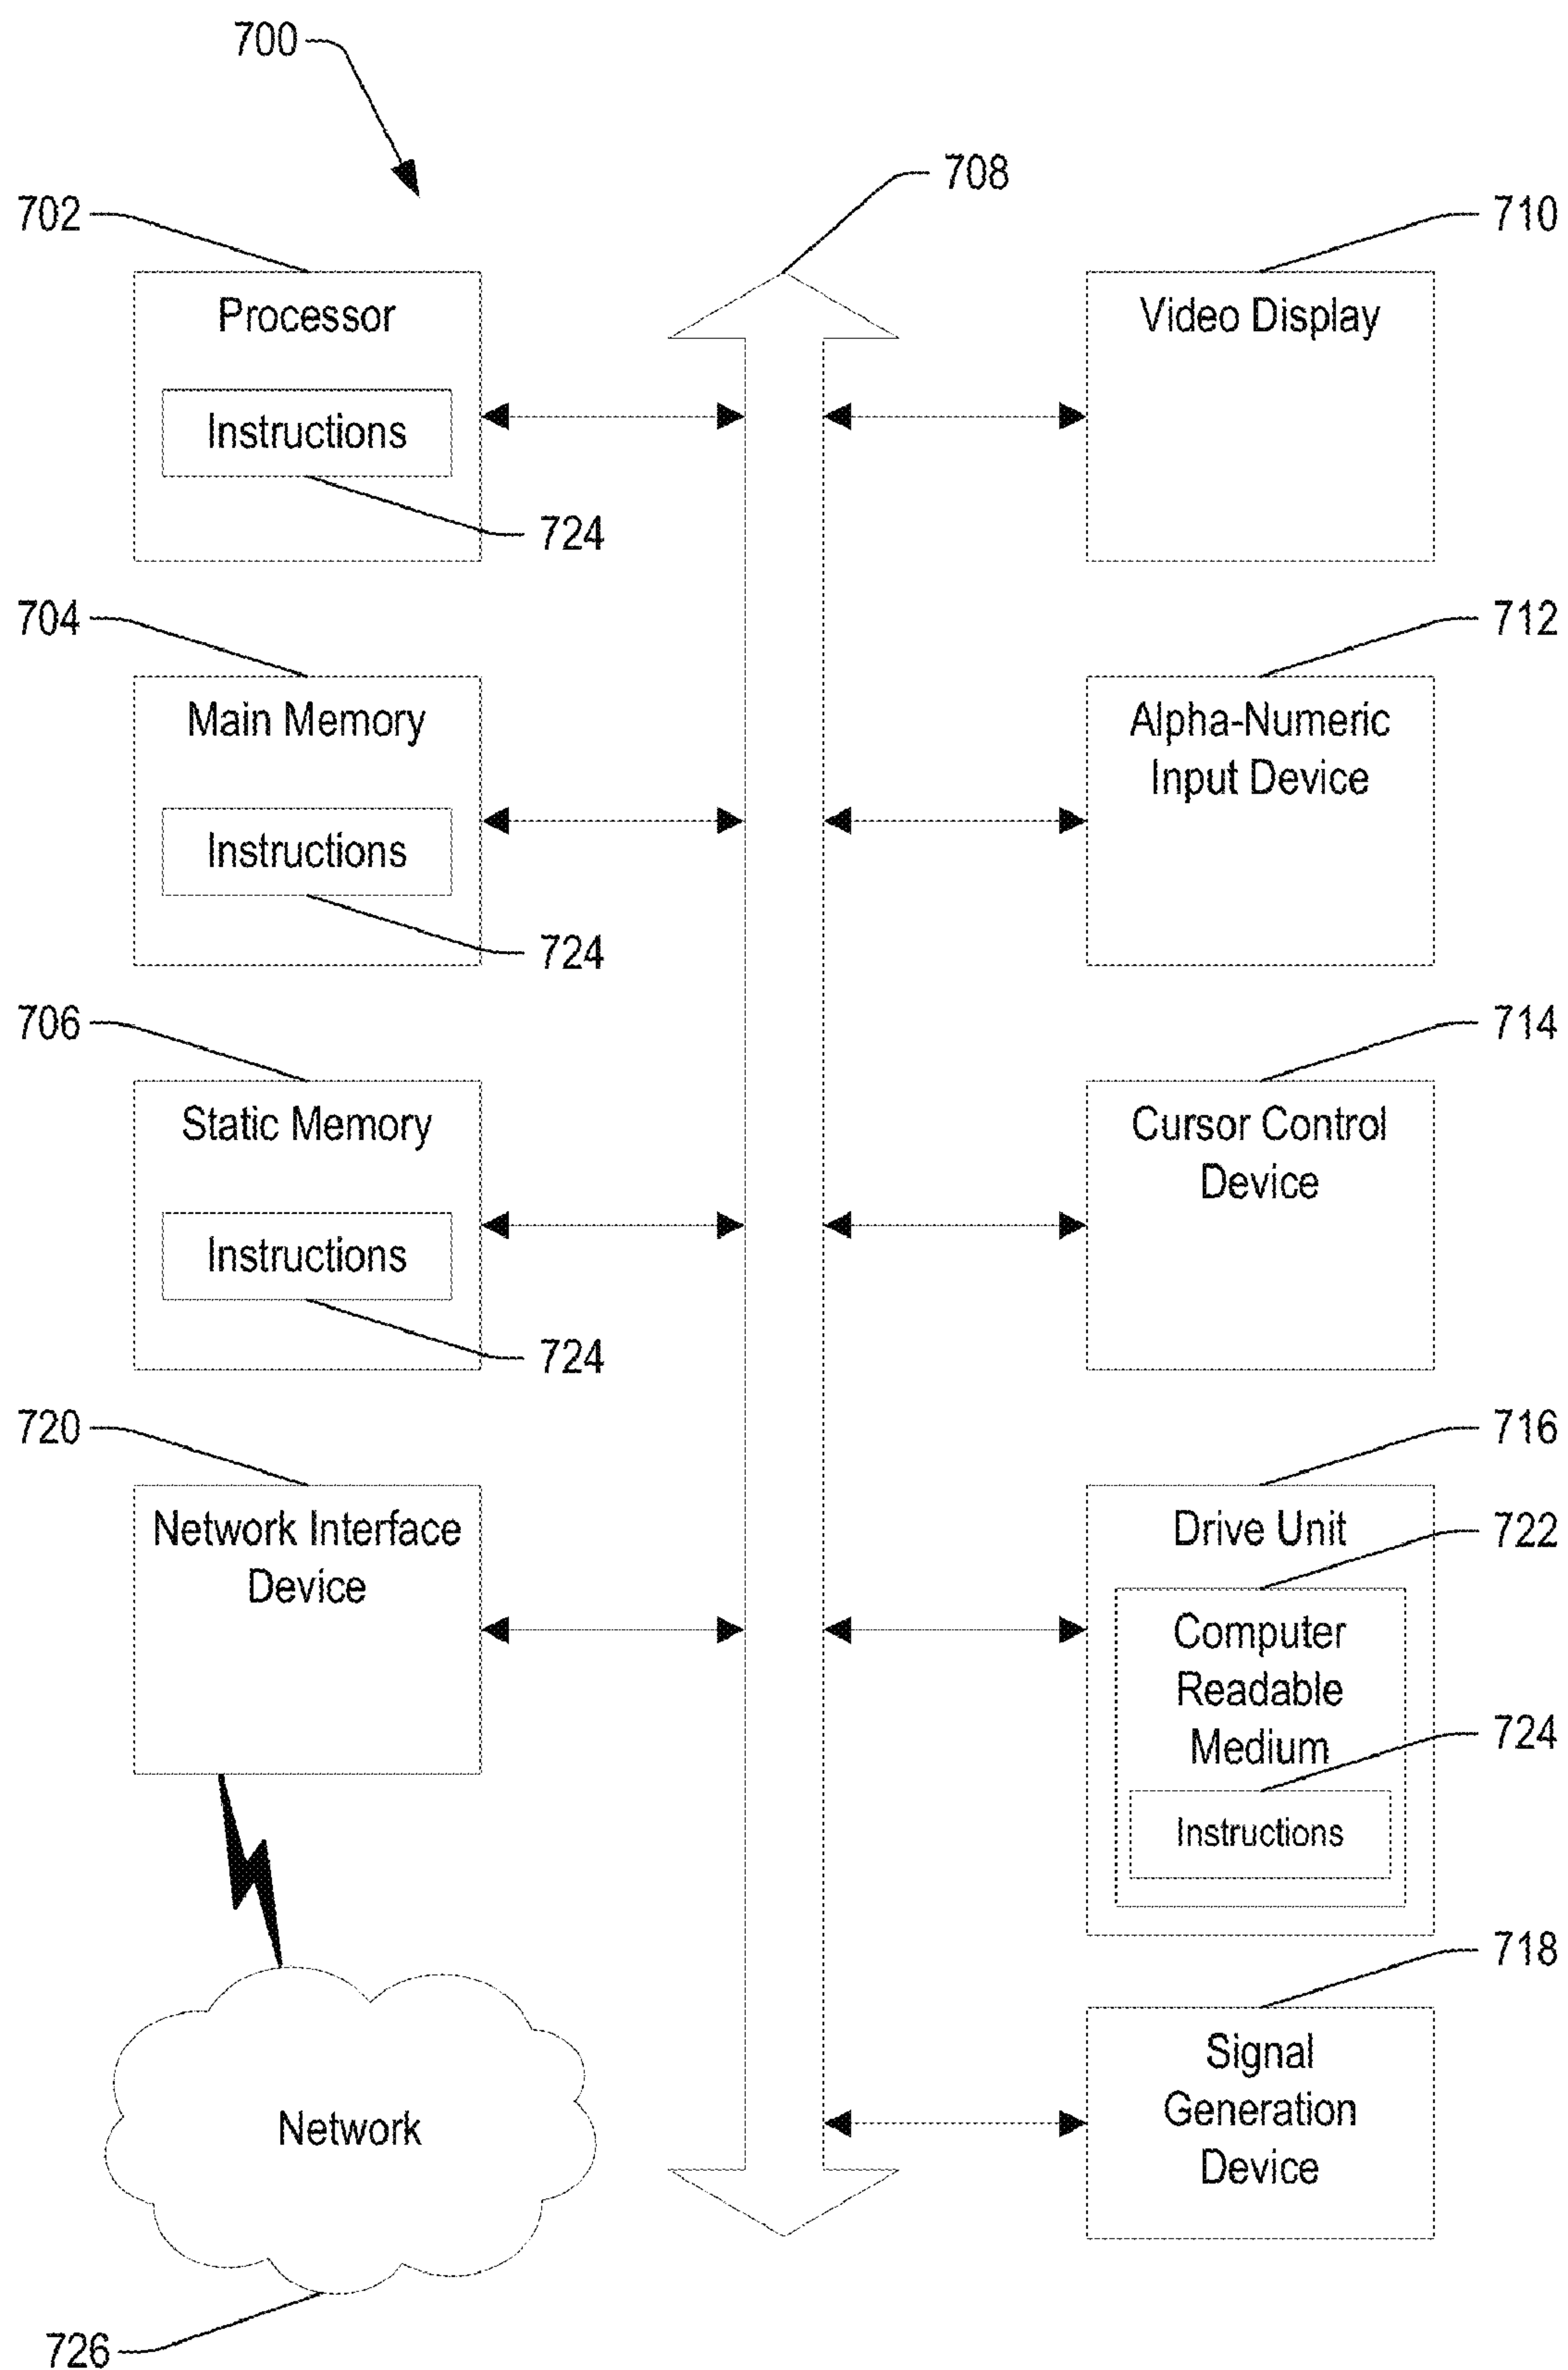 700
708
702
710
Processor
Instructions
724
Video Display
704
712
Main Memory
Instructions
724
Alpha-Numeric
Input Device
706
714
Static Memory
Instructions
724
Cursor Control
Device
720
716
Network Interface
Device
Drive Unit
722
Computer
Readable
Medium
724
Instructions
718
Signal
Generation
Device
Network
726